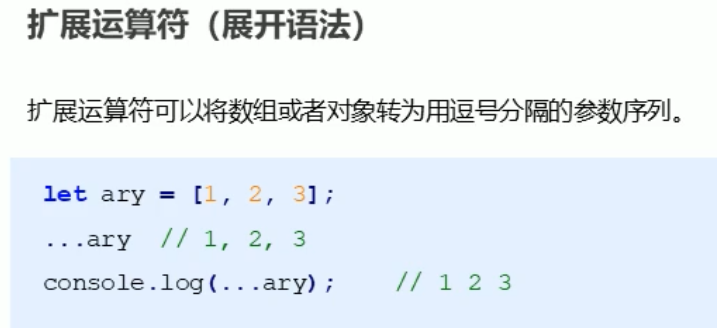 扩展运算符（展开语法）
扩展运算符可以将数组或者对象转为用逗号分隔的参数序列。
let ary = [1, 2, 3];
...ary  // 1, 2, 3
console.log(...ary);    // 1 2 3